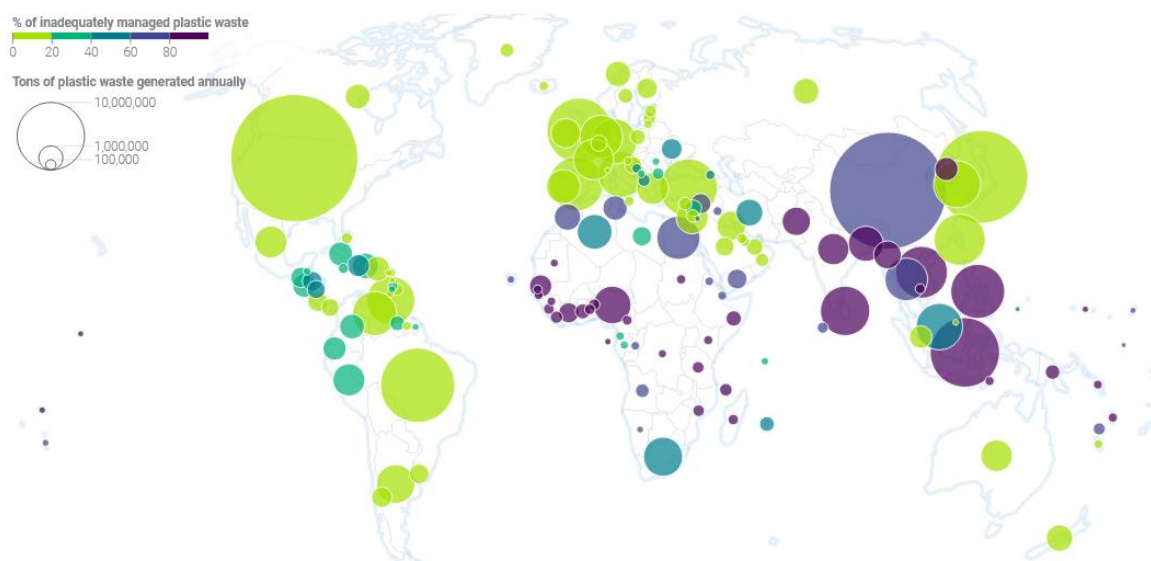 % of inadequately managed plastic waste
0 20 40 60 80
Tons of plastic waste generated annually
10,000,000
1,000,000
100,000